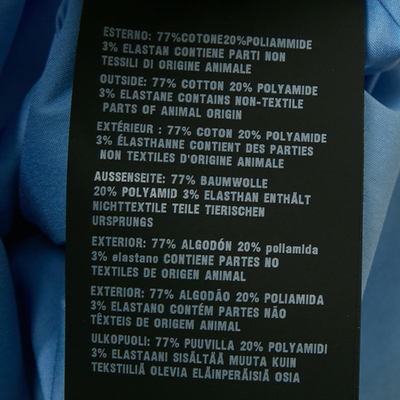 ESTERNO: 77%COTONE20%POLIAMMIDE
3% ELASTAN CONTIENE PARTI NON
TESSILI DI ORIGINE ANIMALE
OUTSIDE: 77% COTTON 20% POLYAMIDE
3% ELASTANE CONTAINS NON-TEXTILE
PARTS OF ANIMAL ORIGIN
EXTÉRIEUR : 77% COTON 20% POLYAMIDE
3% ÉLASTHANNE CONTIENT DES PARTIES
NON TEXTILES D'ORIGINE ANIMALE
AUSSENSEITE: 77% BAUMWOLLE
20% POLYAMID 3% ELASTHAN ENTHÄLT
NICHTTEXTILE TEILE TIERISCHEN
URSPRUNGS
EXTERIOR: 77% ALGODÓN 20% poliamida
3% elastano CONTIENE PARTES NO
TEXTILES DE ORIGEN ANIMAL
EXTERIOR: 77% ALGODÃO 20% POLIAMIDA
3% ELASTANO CONTÉM PARTES NÃO
TÊXTEIS DE ORIGEM ANIMAL
ULKOPUOLI: 77% PUUVILLA 20% POLYAMIDI
3% ELASTAANI SISÄLTÄÄ MUUTA KUIN
TEKSTIILIÄ OLEVIA ELÄINPERÄISIÄ OSIA